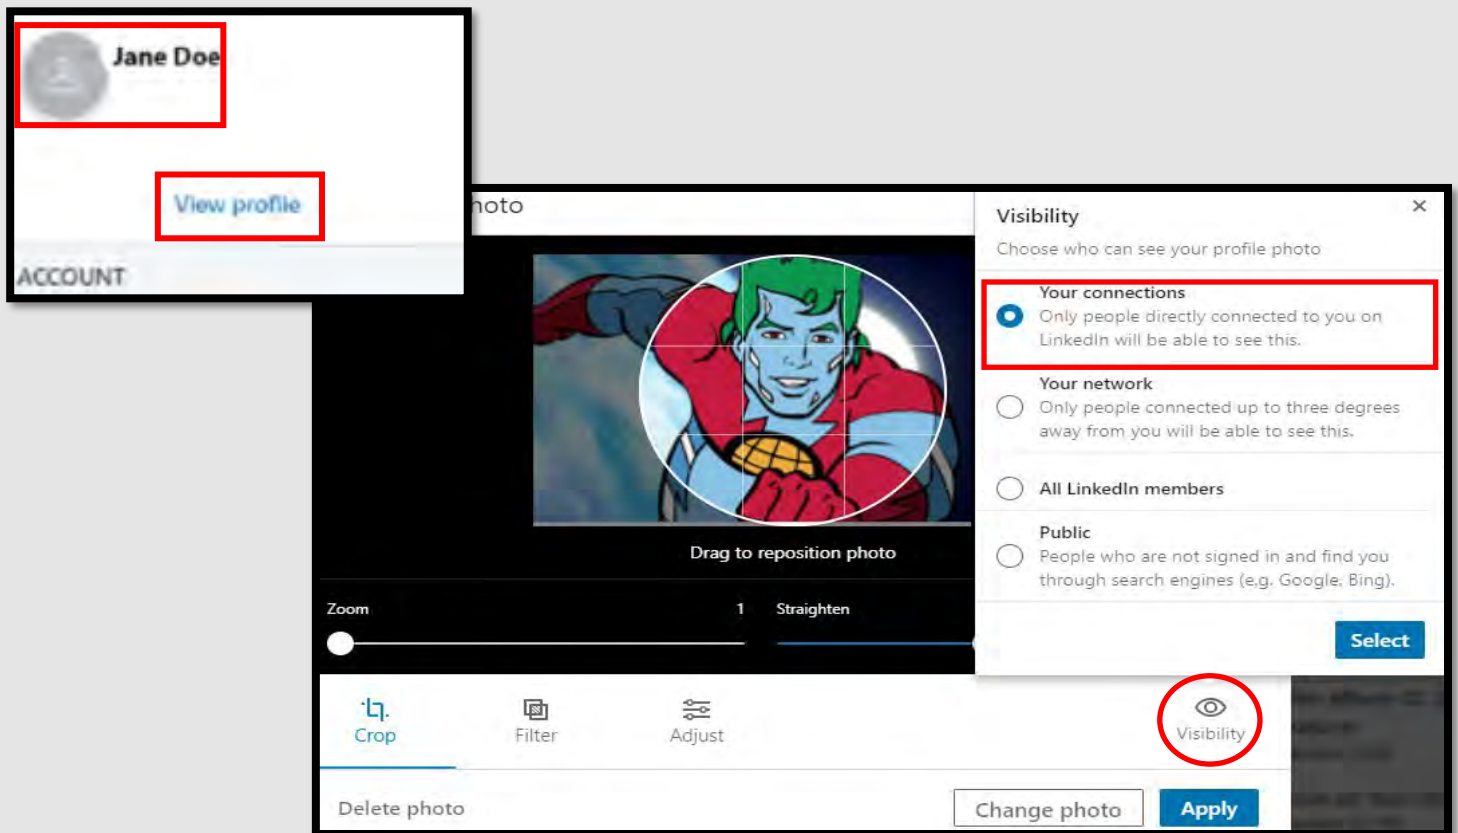 Jane Doe
View profile
ACCOUNT
hoto
Visibility
Choose who can see your profile photo
Your connections
Only people directly connected to you on
LinkedIn will be able to see this.
Your network
Only people connected up to three degrees
away from you will be able to see this.
All LinkedIn members
Public
People who are not signed in and find you
through search engines (e.g. Google, Bing).
Select
Drag to reposition photo
Zoom
1
Straighten
Crop
Filter
Adjust
Visibility
Delete photo
Change photo
Apply